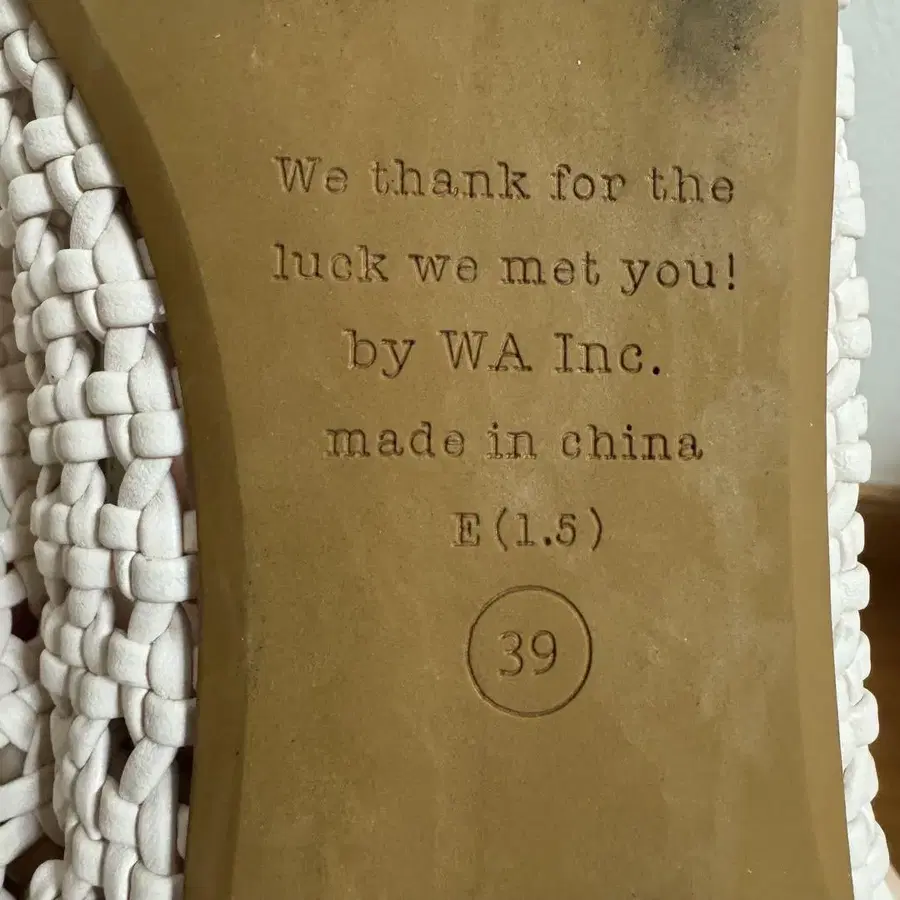 We thank for the
luck we met you!
by WA Inc.
made in china
E(1.5)
39